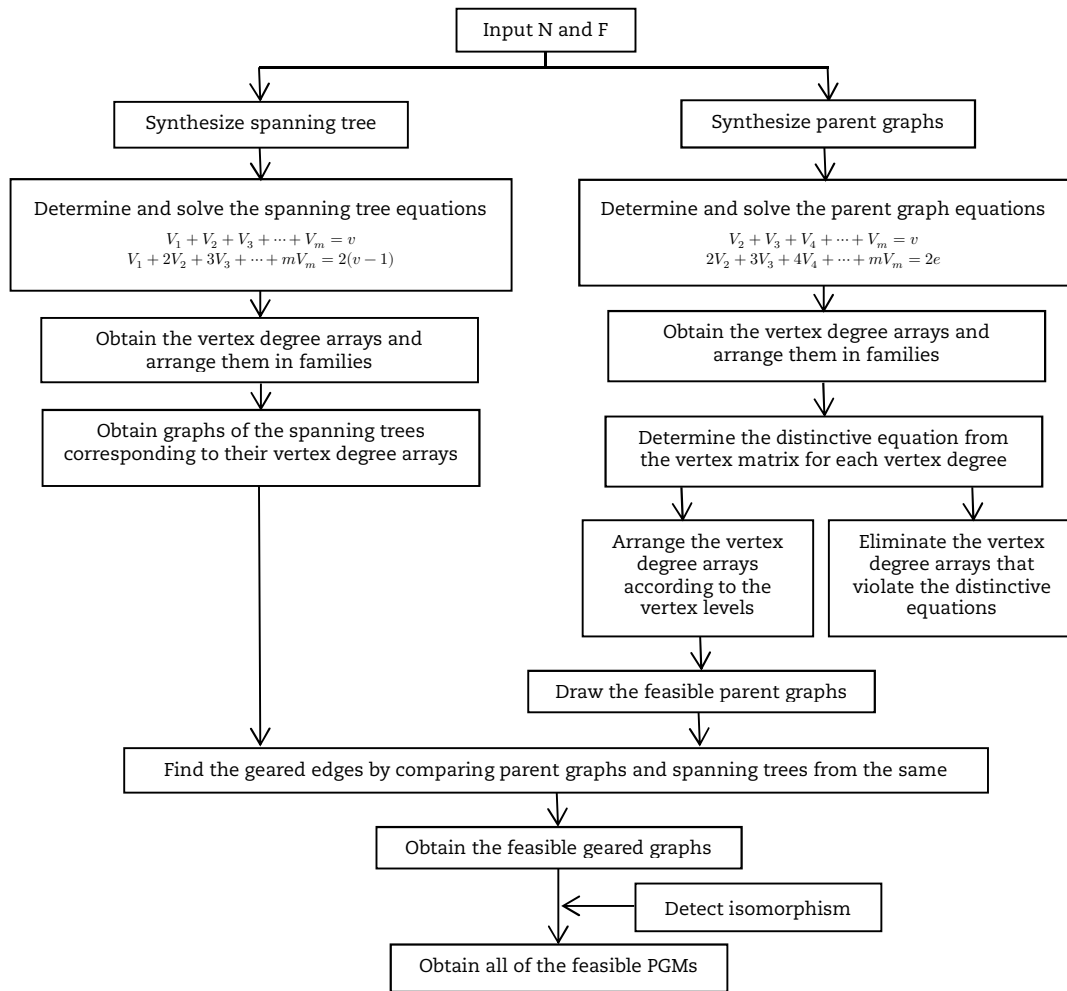 Input N and F
Synthesize spanning tree
Synthesize parent graphs
Determine and solve the spanning tree equations
V₁ + V₂ + V₃ + ⋯ + Vₘ = v
V₁ + 2V₂ + 3V₃ + ⋯ + mVₘ = 2(v − 1)
Determine and solve the parent graph equations
V₂ + V₃ + V₄ + ⋯ + Vₘ = v
2V₂ + 3V₃ + 4V₄ + ⋯ + mVₘ = 2e
Obtain the vertex degree arrays and
arrange them in families
Obtain the vertex degree arrays and
arrange them in families
Obtain graphs of the spanning trees
corresponding to their vertex degree arrays
Determine the distinctive equation from
the vertex matrix for each vertex degree
Arrange the vertex
degree arrays
according to the
vertex levels
Eliminate the vertex
degree arrays that
violate the distinctive
equations
Draw the feasible parent graphs
Find the geared edges by comparing parent graphs and spanning trees from the same
Obtain the feasible geared graphs
Detect isomorphism
Obtain all of the feasible PGMs